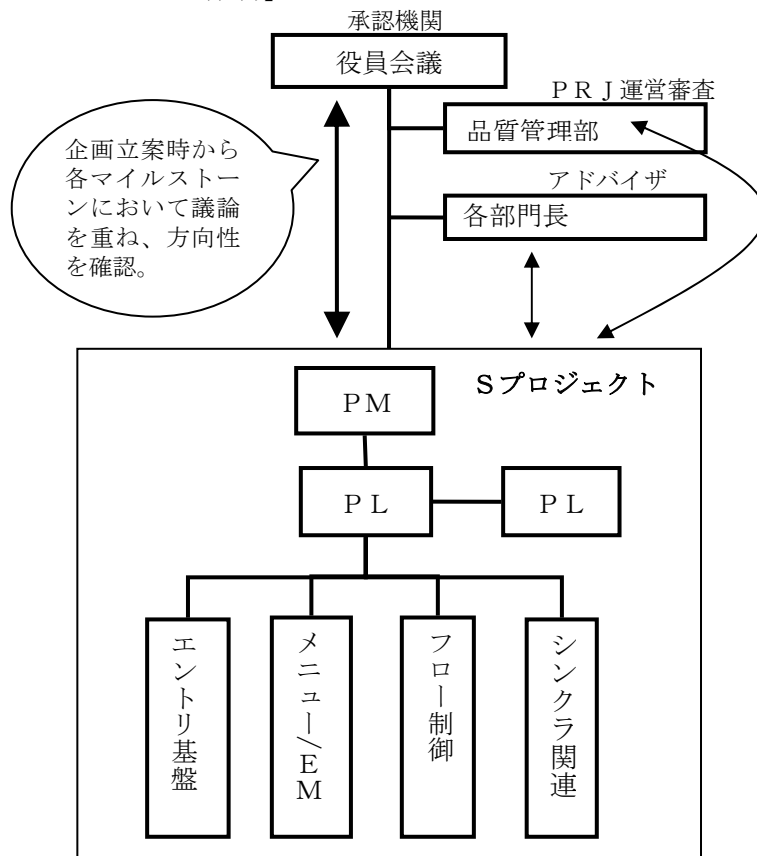 承認機関
役員会議
ＰＲＪ運営審査
品質管理部
アドバイザ
各部門長
企画立案時から
各マイルストー
ンにおいて議論
を重ね、方向性
を確認。
Ｓプロジェクト
ＰＭ
ＰＬ
ＰＬ
エントリ基盤
メニュー/ＥＭ
フロー制御
シンクラ関連